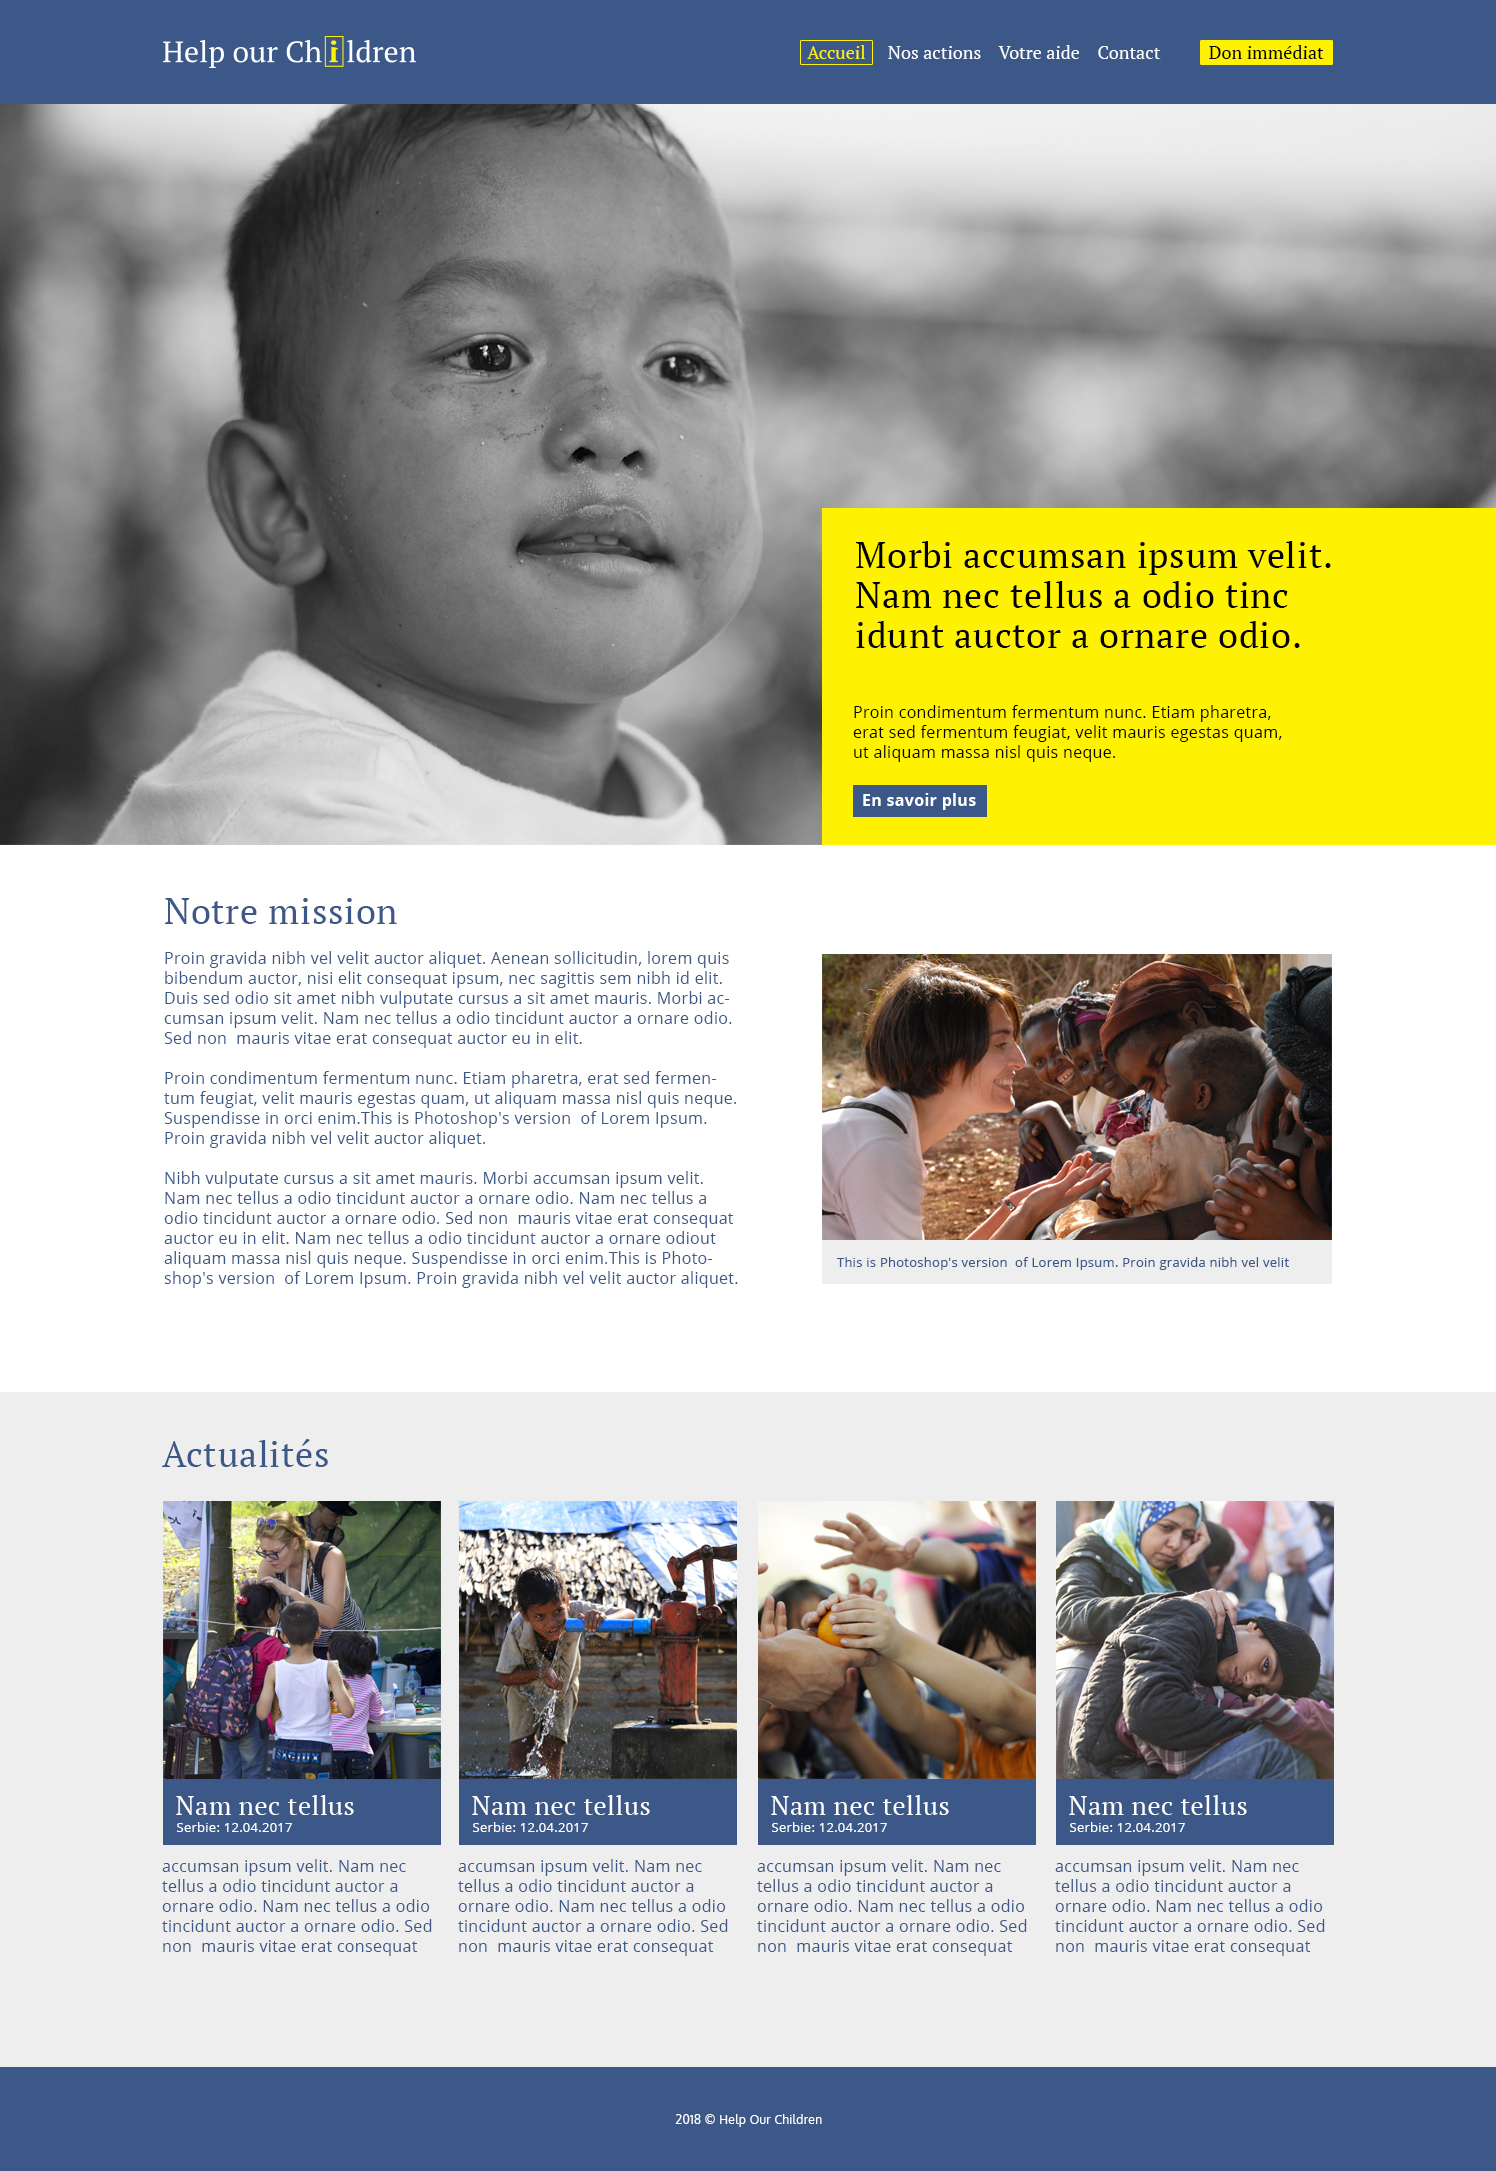 Help our Children
Accueil Nos actions Votre aide Contact Don immédiat
Morbi accumsan ipsum velit.
Nam nec tellus a odio tinc
idunt auctor a ornare odio.
Proin condimentum fermentum nunc. Etiam pharetra,
erat sed fermentum feugiat, velit mauris egestas quam,
ut aliquam massa nisl quis neque.
En savoir plus
Notre mission
Proin gravida nibh vel velit auctor aliquet. Aenean sollicitudin, lorem quis
bibendum auctor, nisi elit consequat ipsum, nec sagittis sem nibh id elit.
Duis sed odio sit amet nibh vulputate cursus a sit amet mauris. Morbi ac-
cumsan ipsum velit. Nam nec tellus a odio tincidunt auctor a ornare odio.
Sed non  mauris vitae erat consequat auctor eu in elit.
Proin condimentum fermentum nunc. Etiam pharetra, erat sed fermen-
tum feugiat, velit mauris egestas quam, ut aliquam massa nisl quis neque.
Suspendisse in orci enim.This is Photoshop's version  of Lorem Ipsum.
Proin gravida nibh vel velit auctor aliquet.
Nibh vulputate cursus a sit amet mauris. Morbi accumsan ipsum velit.
Nam nec tellus a odio tincidunt auctor a ornare odio. Nam nec tellus a
odio tincidunt auctor a ornare odio. Sed non  mauris vitae erat consequat
auctor eu in elit. Nam nec tellus a odio tincidunt auctor a ornare odiout
aliquam massa nisl quis neque. Suspendisse in orci enim.This is Photo-
shop's version  of Lorem Ipsum. Proin gravida nibh vel velit auctor aliquet.
This is Photoshop's version  of Lorem Ipsum. Proin gravida nibh vel velit
Actualités
Nam nec tellus
Serbie: 12.04.2017
accumsan ipsum velit. Nam nec
tellus a odio tincidunt auctor a
ornare odio. Nam nec tellus a odio
tincidunt auctor a ornare odio. Sed
non  mauris vitae erat consequat
Nam nec tellus
Serbie: 12.04.2017
accumsan ipsum velit. Nam nec
tellus a odio tincidunt auctor a
ornare odio. Nam nec tellus a odio
tincidunt auctor a ornare odio. Sed
non  mauris vitae erat consequat
Nam nec tellus
Serbie: 12.04.2017
accumsan ipsum velit. Nam nec
tellus a odio tincidunt auctor a
ornare odio. Nam nec tellus a odio
tincidunt auctor a ornare odio. Sed
non  mauris vitae erat consequat
Nam nec tellus
Serbie: 12.04.2017
accumsan ipsum velit. Nam nec
tellus a odio tincidunt auctor a
ornare odio. Nam nec tellus a odio
tincidunt auctor a ornare odio. Sed
non  mauris vitae erat consequat
2018 © Help Our Children